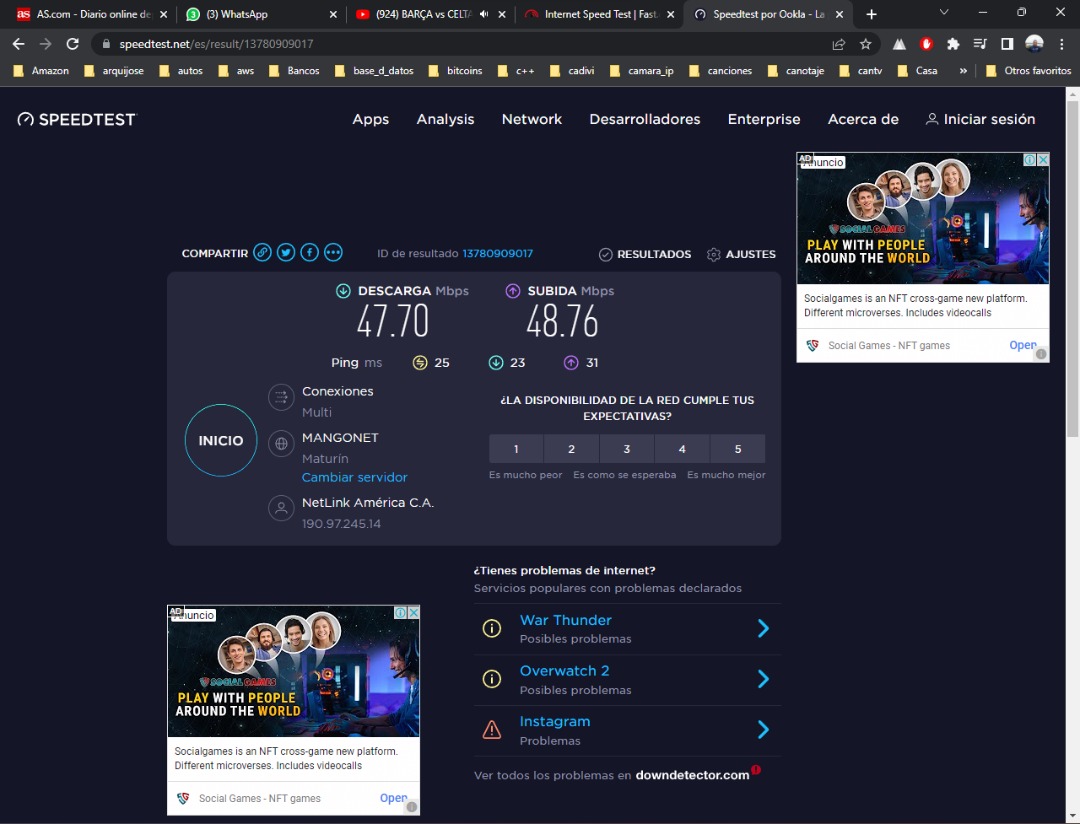 AS.com - Diario online de
(3) WhatsApp
(924) BARÇA vs CELTA
Internet Speed Test | Fast.
Speedtest por Ookla - La
speedtest.net/es/result/13780909017
Amazon
arquijose
autos
aws
Bancos
base_d_datos
bitcoins
c++
cadivi
camara_ip
canciones
canotaje
cantv
Casa
»
Otros favoritos
SPEEDTEST
Apps
Analysis
Network
Desarrolladores
Enterprise
Acerca de
Iniciar sesión
AD
Anuncio
SOCIAL GAMES
PLAY WITH PEOPLE
AROUND THE WORLD
Socialgames is an NFT cross-game new platform.
Different microverses. Includes videocalls
Social Games - NFT games
Open
COMPARTIR
ID de resultado 13780909017
RESULTADOS
AJUSTES
DESCARGA Mbps
47.70
SUBIDA Mbps
48.76
Ping ms
25
23
31
INICIO
Conexiones
Multi
MANGONET
Maturín
Cambiar servidor
NetLink América C.A.
190.97.245.14
¿LA DISPONIBILIDAD DE LA RED CUMPLE TUS
EXPECTATIVAS?
1 2 3 4 5
Es mucho peor Es como se esperaba Es mucho mejor
¿Tienes problemas de internet?
Servicios populares con problemas declarados
War Thunder
Posibles problemas
Overwatch 2
Posibles problemas
Instagram
Problemas
Ver todos los problemas en downdetector.com
AD
Anuncio
SOCIAL GAMES
PLAY WITH PEOPLE
AROUND THE WORLD
Socialgames is an NFT cross-game new platform.
Different microverses. Includes videocalls
Social Games - NFT games
Open